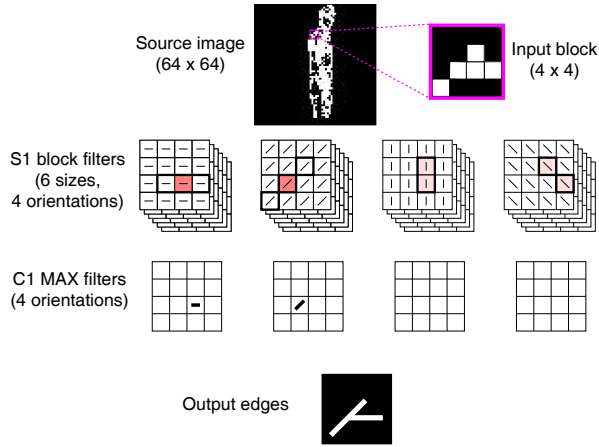 Source image
(64 x 64)
Input block
(4 x 4)
S1 block filters
(6 sizes,
4 orientations)
C1 MAX filters
(4 orientations)
Output edges